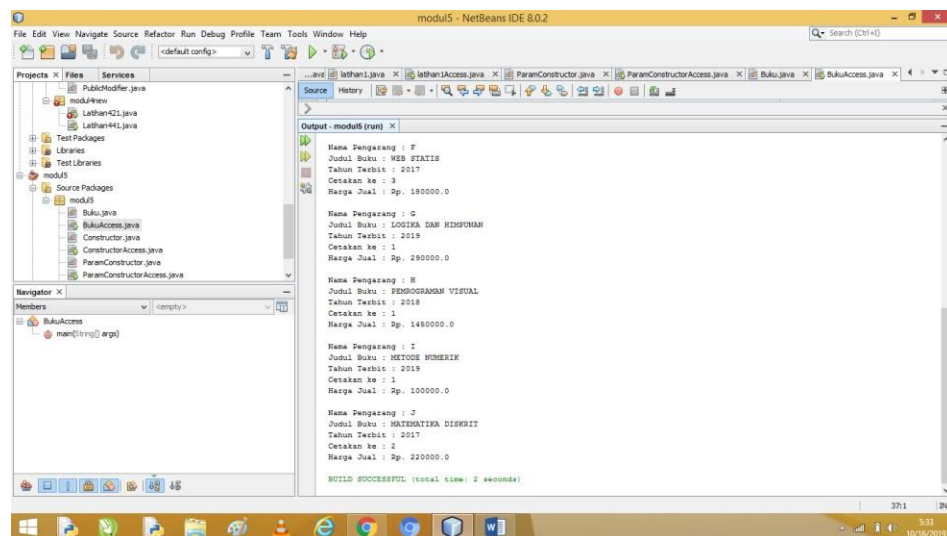 modul5 - NetBeans IDE 8.0.2
File Edit View Navigate Source Refactor Run Debug Profile Team Tools Window Help
Search (Ctrl+I)
<default config>
Projects Files Services
...ava lathan1.java lathan1Access.java ParamConstructor.java ParamConstructorAccess.java Buku.java BukuAccess.java
PublicModifier.java
modul4new
Latihan421.java
Latihan441.java
Test Packages
Libraries
Test Libraries
modul5
Source Packages
modul5
Buku.java
BukuAccess.java
Constructor.java
ConstructorAccess.java
ParamConstructor.java
ParamConstructorAccess.java
Navigator
Members <empty>
BukuAccess
main(String[] args)
Source History
Output - modul5 (run)
Nama Pengarang : F
Judul Buku : WEB STATIS
Tahun Terbit : 2017
Cetakan ke : 3
Harga Jual : Rp. 180000.0
Nama Pengarang : G
Judul Buku : LOGIKA DAN HIMPUNAN
Tahun Terbit : 2019
Cetakan ke : 1
Harga Jual : Rp. 290000.0
Nama Pengarang : H
Judul Buku : PEMROGRAMAN VISUAL
Tahun Terbit : 2018
Cetakan ke : 1
Harga Jual : Rp. 1450000.0
Nama Pengarang : I
Judul Buku : METODE NUMERIK
Tahun Terbit : 2019
Cetakan ke : 1
Harga Jual : Rp. 100000.0
Nama Pengarang : J
Judul Buku : MATEMATIKA DISKRIT
Tahun Terbit : 2017
Cetakan ke : 2
Harga Jual : Rp. 220000.0
BUILD SUCCESSFUL (total time: 2 seconds)
37:1
5:33
10/16/2019